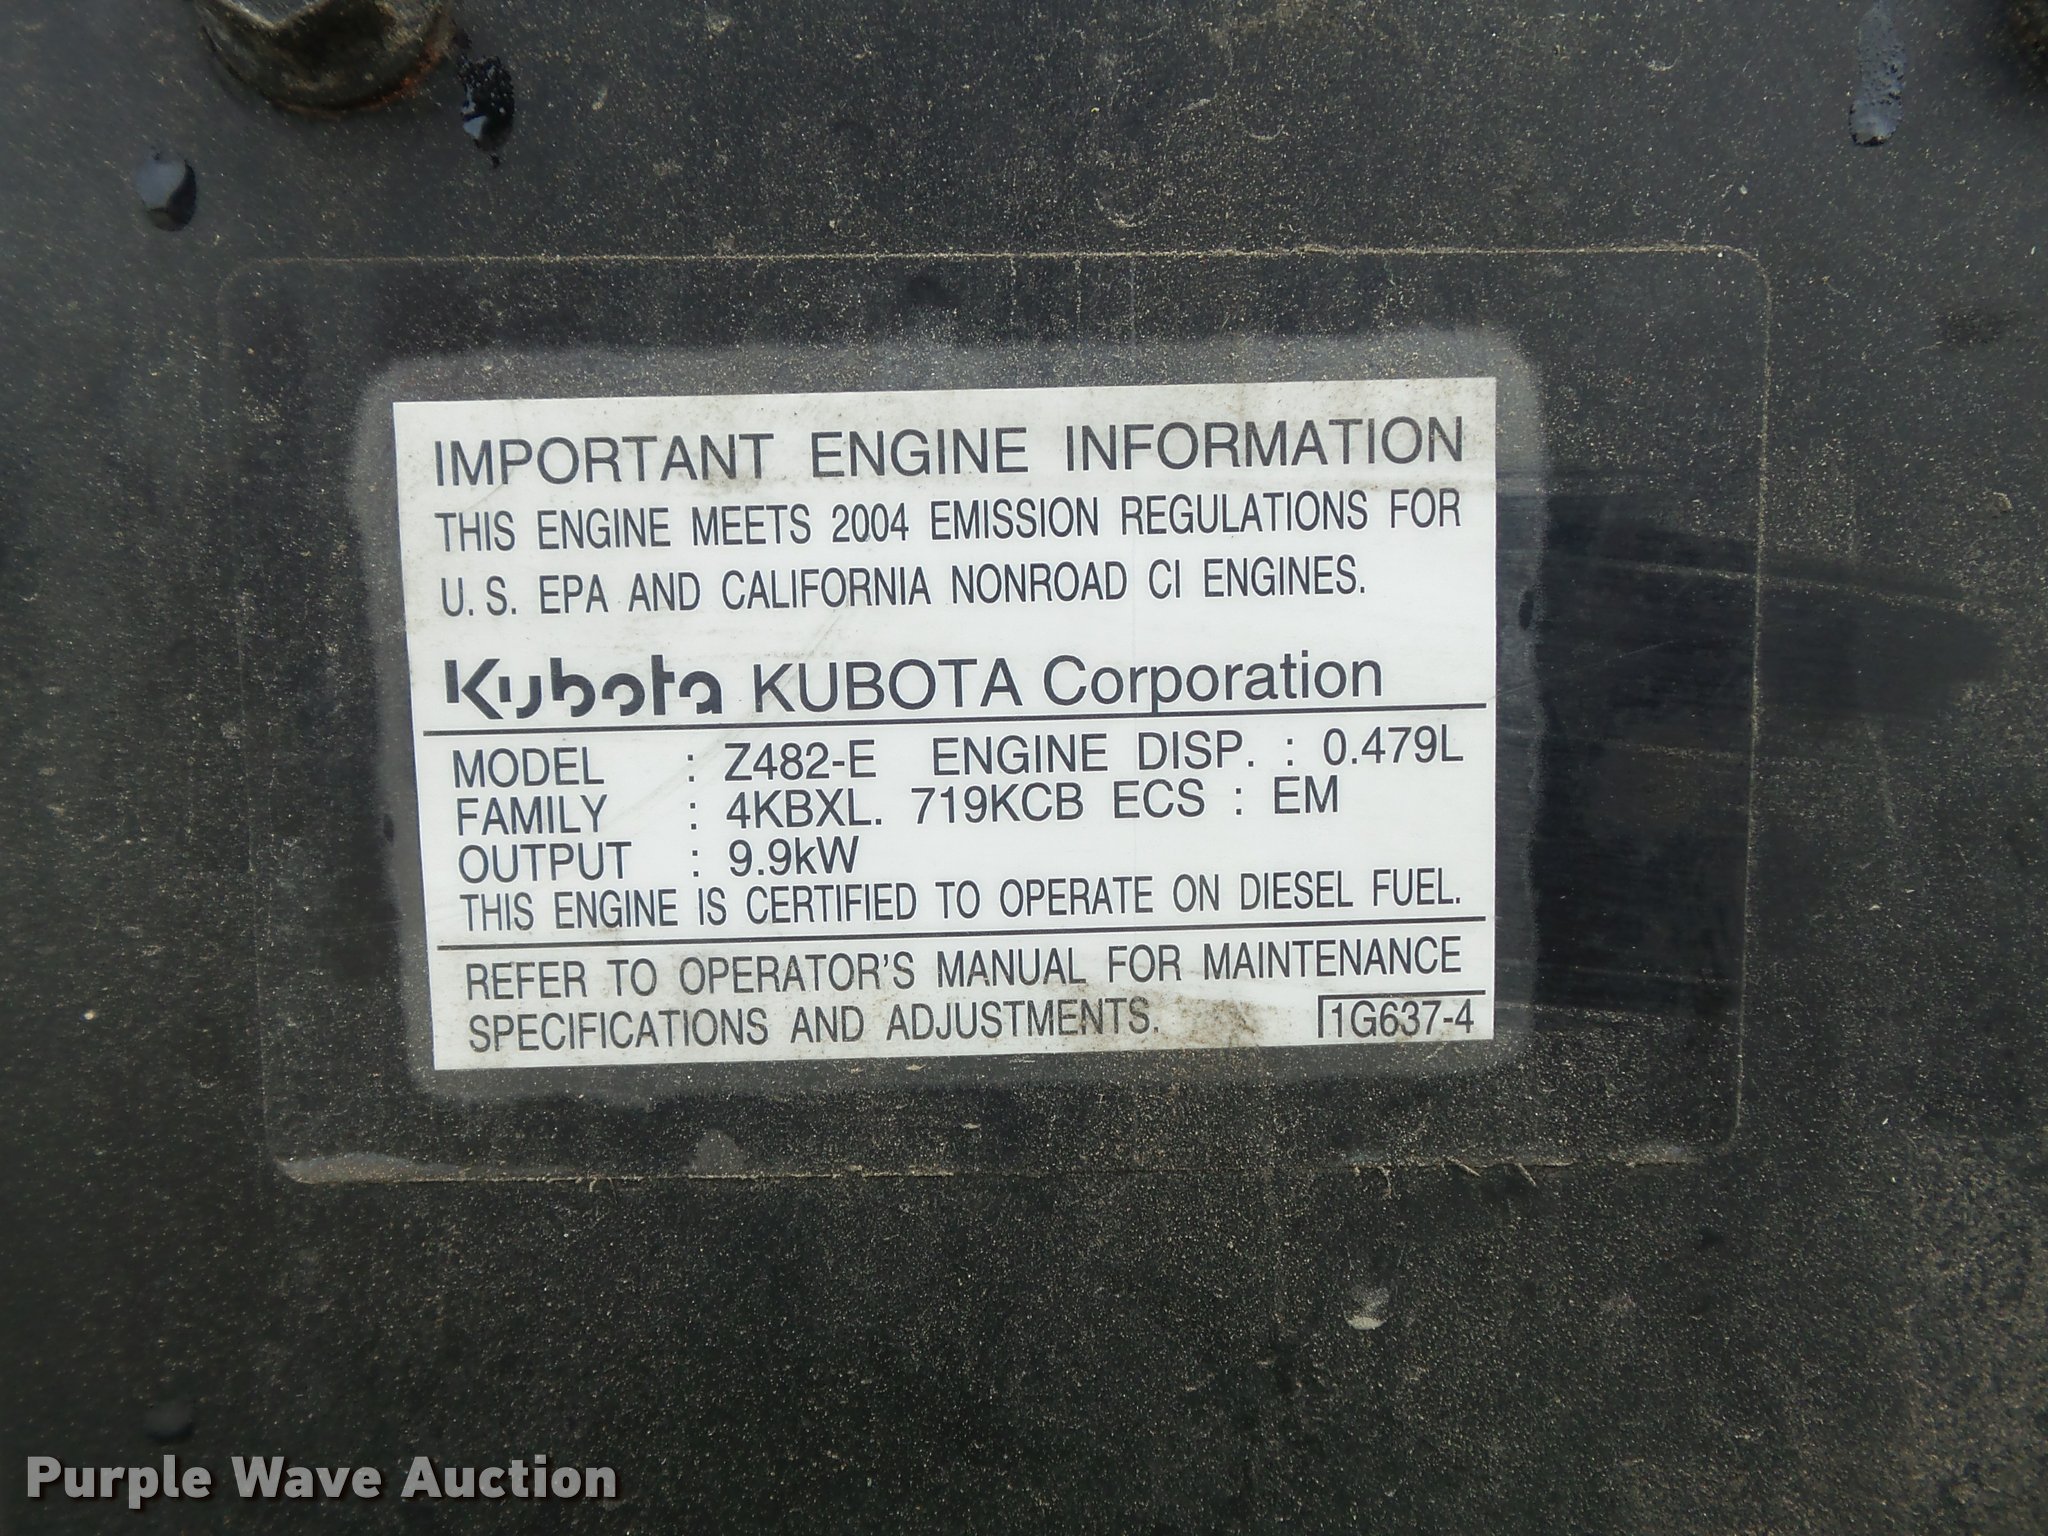 IMPORTANT ENGINE INFORMATION
THIS ENGINE MEETS 2004 EMISSION REGULATIONS FOR
U. S. EPA AND CALIFORNIA NONROAD CI ENGINES.
Kubota KUBOTA Corporation
MODEL : Z482-E ENGINE DISP. : 0.479L
FAMILY : 4KBXL. 719KCB ECS : EM
OUTPUT : 9.9kW
THIS ENGINE IS CERTIFIED TO OPERATE ON DIESEL FUEL.
REFER TO OPERATOR'S MANUAL FOR MAINTENANCE
SPECIFICATIONS AND ADJUSTMENTS. 1G637-4
Purple Wave Auction